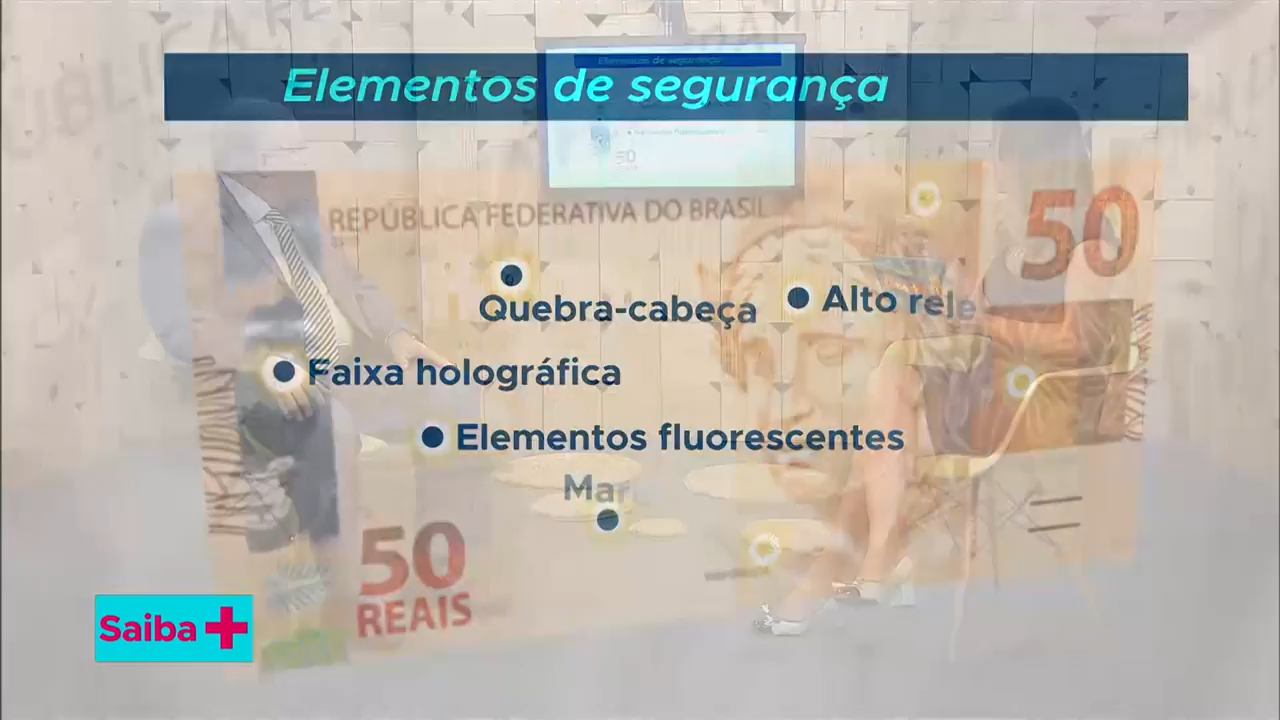 Elementos de segurança
REPÚBLICA FEDERATIVA DO BRASIL
50
Quebra-cabeça
Alto rele
Faixa holográfica
Elementos fluorescentes
Mar
50
REAIS
Saiba+